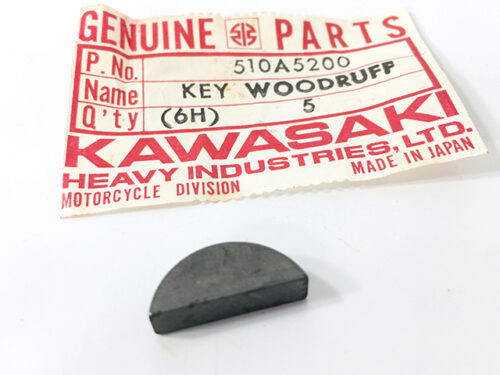 GENUINE PARTS
P. No. 510A5200
Name KEY WOODRUFF
Q'ty (6H) 5
KAWASAKI
HEAVY INDUSTRIES, LTD.
MOTORCYCLE DIVISION MADE IN JAPAN